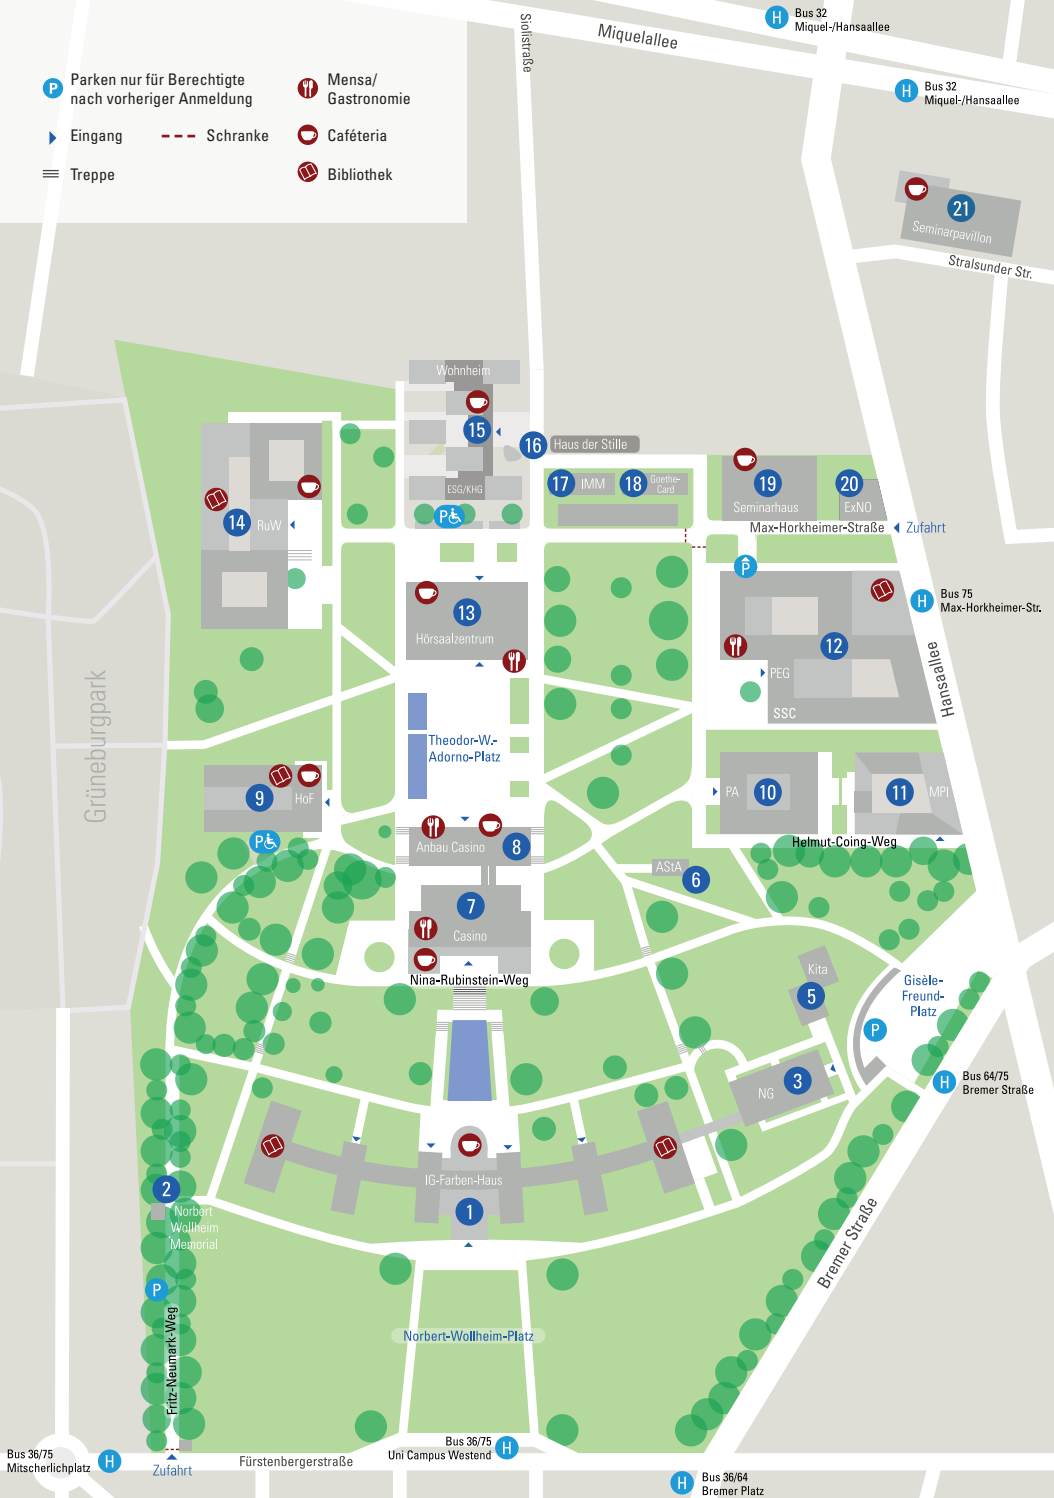 Bus 32
Miquel-/Hansaallee
Siolistraße
Miquelallee
P
Parken nur für Berechtigte
nach vorheriger Anmeldung
Mensa/
Gastronomie
H
Bus 32
Miquel-/Hansaallee
H
Eingang
Schranke
Caféteria
Treppe
Bibliothek
21
Seminarpavillon
Stralsunder Str.
Wohnheim
15
16
Haus der Stille
ESG/KHG
17
IMM
18
Goethe-
Card
19
Seminarhaus
20
ExNO
14
RuW
P
Max-Horkheimer-Straße
Zufahrt
P
13
Hörsaalzentrum
H
Bus 75
Max-Horkheimer-Str.
12
PEG
SSC
Hansaallee
Grüneburgpark
Theodor-W.-
Adorno-Platz
9
HoF
P
10
PA
11
MPI
Helmut-Coing-Weg
Anbau Casino
8
AStA
6
7
Casino
Nina-Rubinstein-Weg
Kita
5
Gisèle-
Freund-
Platz
P
H
Bus 64/75
Bremer Straße
3
NG
IG-Farben-Haus
1
2
Norbert
Wollheim
Memorial
P
Fritz-Neumark-Weg
Bremer Straße
Norbert-Wollheim-Platz
Bus 36/75
Mitscherlichplatz
H
Zufahrt
Fürstenbergerstraße
Bus 36/75
Uni Campus Westend
H
H
Bus 36/64
Bremer Platz